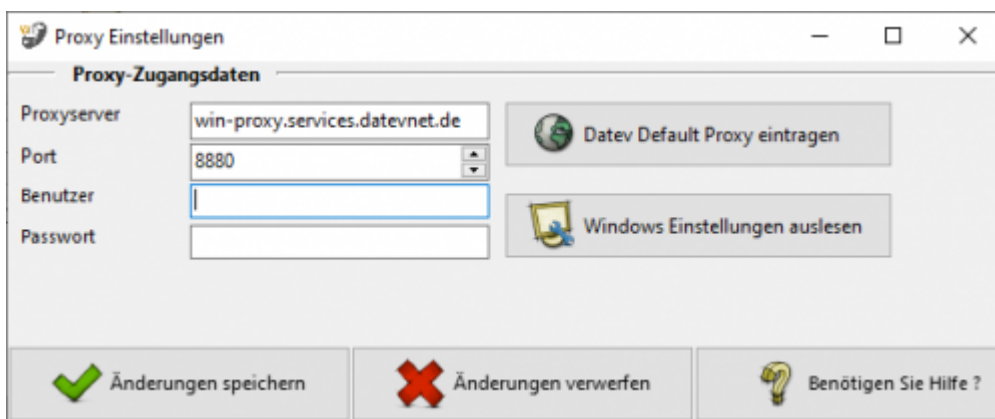 Proxy Einstellungen
Proxy-Zugangsdaten
Proxyserver
win-proxy.services.datevnet.de
Datev Default Proxy eintragen
Port
8880
Benutzer
Windows Einstellungen auslesen
Passwort
Änderungen speichern
Änderungen verwerfen
Benötigen Sie Hilfe ?